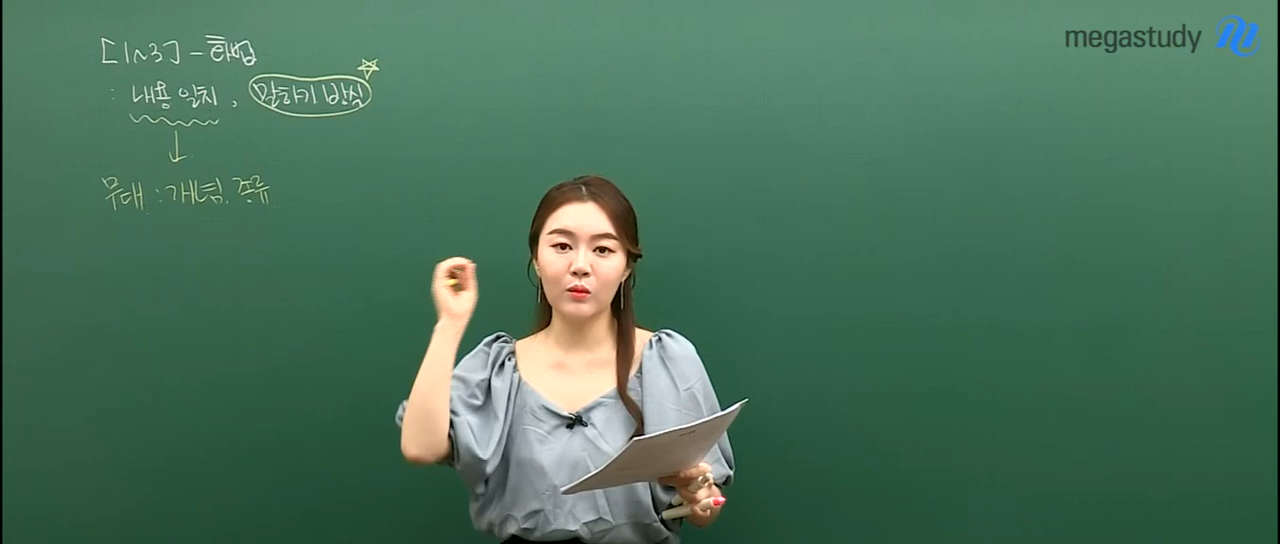 [1~3] - 화법
: 내용 일치, 말하기 방식
무대 : 개념, 종류
megastudy